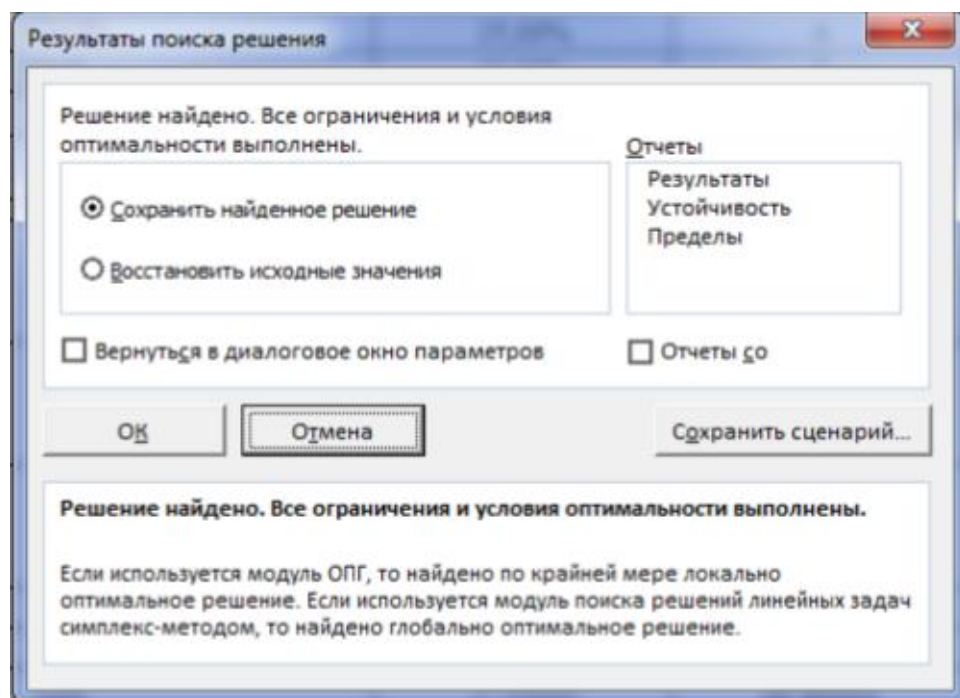 Результаты поиска решения
Решение найдено. Все ограничения и условия
оптимальности выполнены.
Отчеты
Сохранить найденное решение
Восстановить исходные значения
Результаты
Устойчивость
Пределы
Вернуться в диалоговое окно параметров
Отчеты со
ОК
Отмена
Сохранить сценарий...
Решение найдено. Все ограничения и условия оптимальности выполнены.
Если используется модуль ОПГ, то найдено по крайней мере локально
оптимальное решение. Если используется модуль поиска решений линейных задач
симплекс-методом, то найдено глобально оптимальное решение.